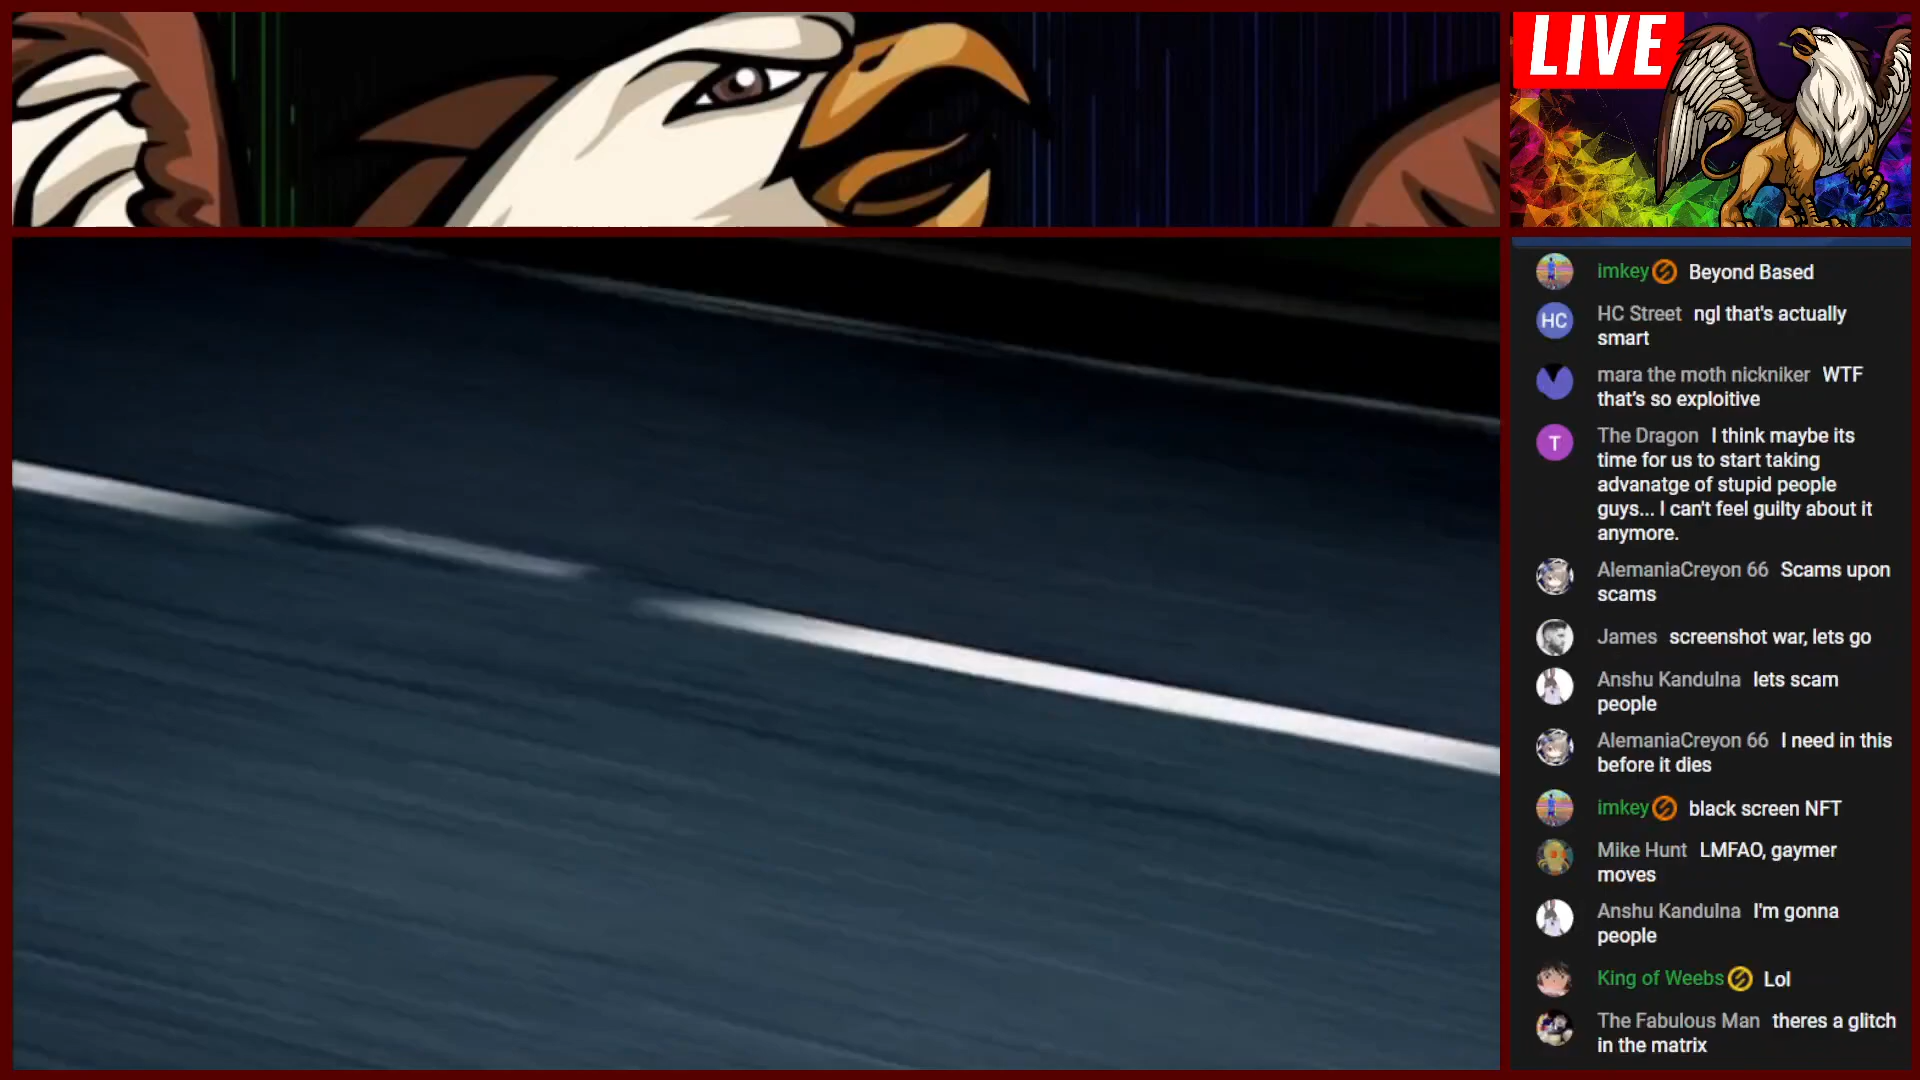 LIVE
imkey Beyond Based
HC
HC Street ngl that's actually
smart
mara the moth nickniker WTF
that's so exploitive
T
The Dragon I think maybe its
time for us to start taking
advanatge of stupid people
guys... I can't feel guilty about it
anymore.
AlemaniaCreyon 66 Scams upon
scams
James screenshot war, lets go
Anshu Kandulna lets scam
people
AlemaniaCreyon 66 I need in this
before it dies
imkey black screen NFT
Mike Hunt LMFAO, gaymer
moves
Anshu Kandulna I'm gonna
people
King of Weebs Lol
The Fabulous Man theres a glitch
in the matrix